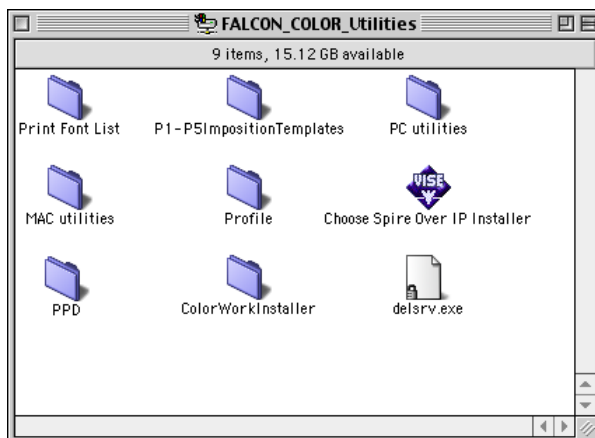 FALCON_COLOR_Utilities
9 items, 15.12 GB available
Print Font List
P1-P5ImpositionTemplates
PC utilities
MAC utilities
Profile
VISE
Choose Spire Over IP Installer
PPD
ColorWorkInstaller
delsrv.exe